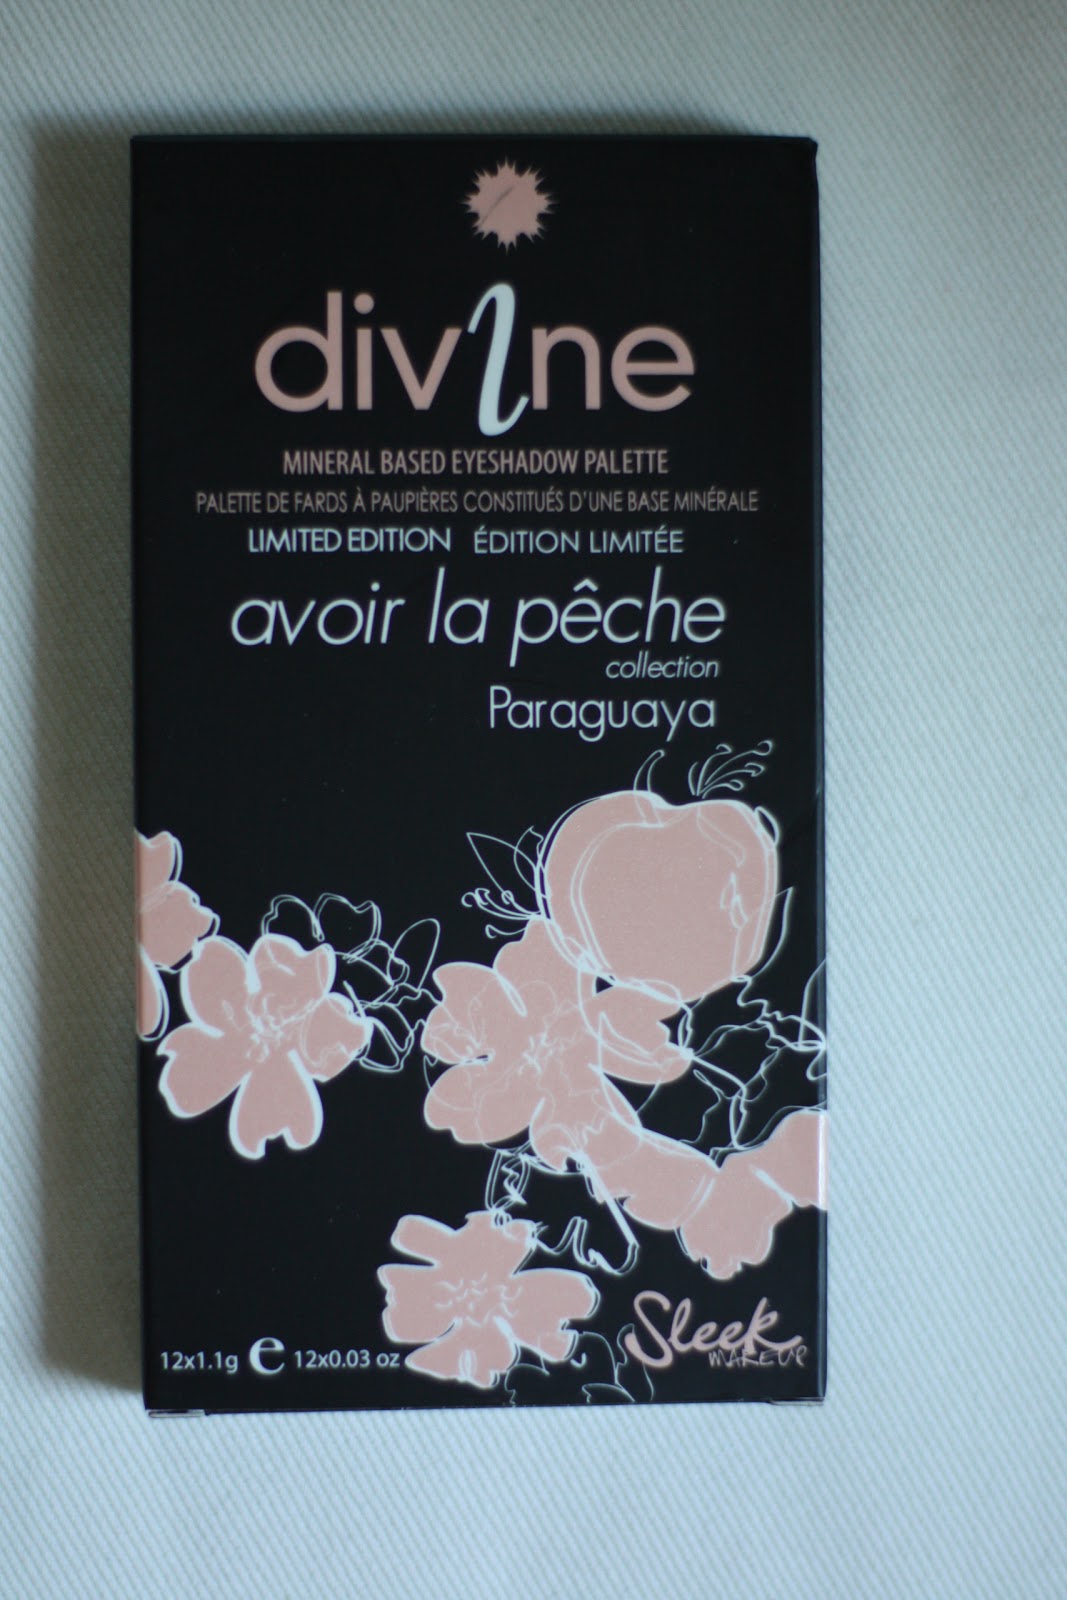 divine
MINERAL BASED EYESHADOW PALETTE
PALETTE DE FARDS À PAUPIÈRES CONSTITUÉS D'UNE BASE MINÉRALE
LIMITED EDITION ÉDITION LIMITÉE
avoir la pêche
collection
Paraguaya
Sleek
MAKEUP
12x1.1g e 12x0.03 oz